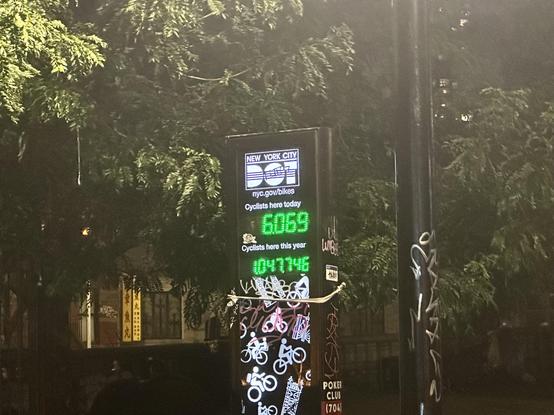 NEW YORK CITY
DOT
nyc.gov/bikes
Cyclists here today
6,069
Cyclists here this year
1,047,746
POKER
CLUB
(704)